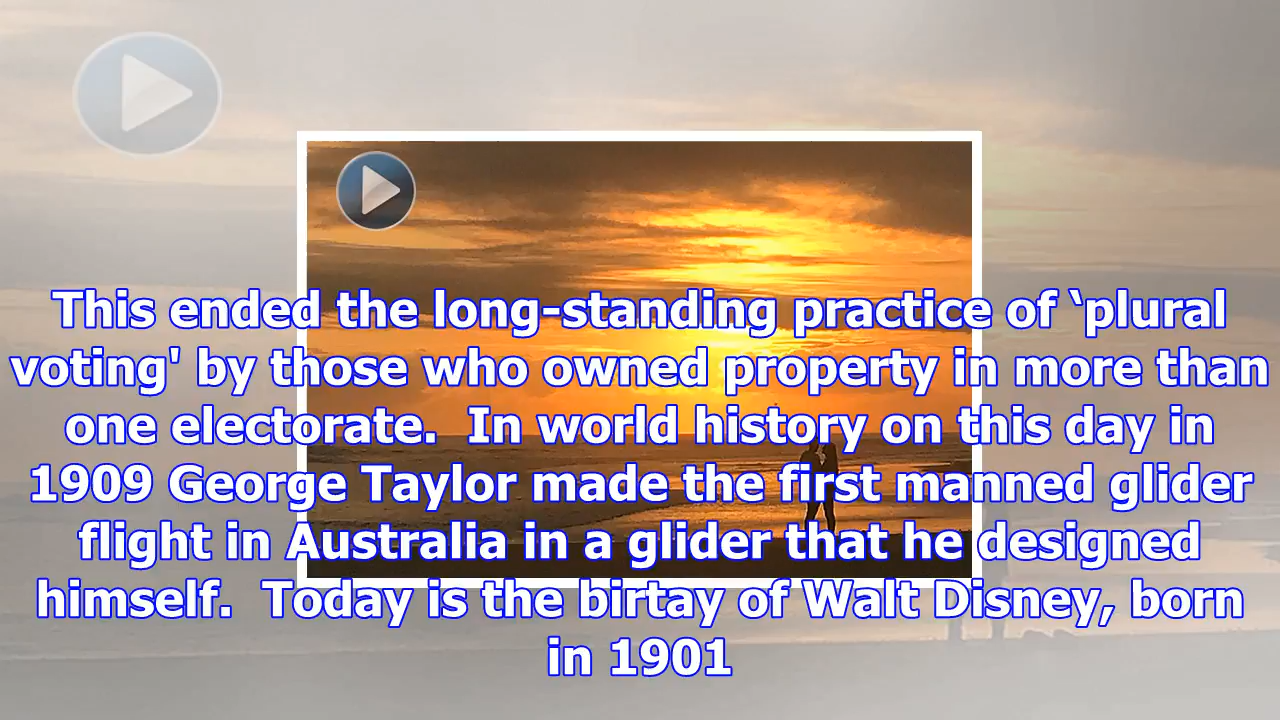 This ended the long-standing practice of ‘plural
voting' by those who owned property in more than
one electorate.  In world history on this day in
1909 George Taylor made the first manned glider
flight in Australia in a glider that he designed
himself.  Today is the birtay of Walt Disney, born
in 1901